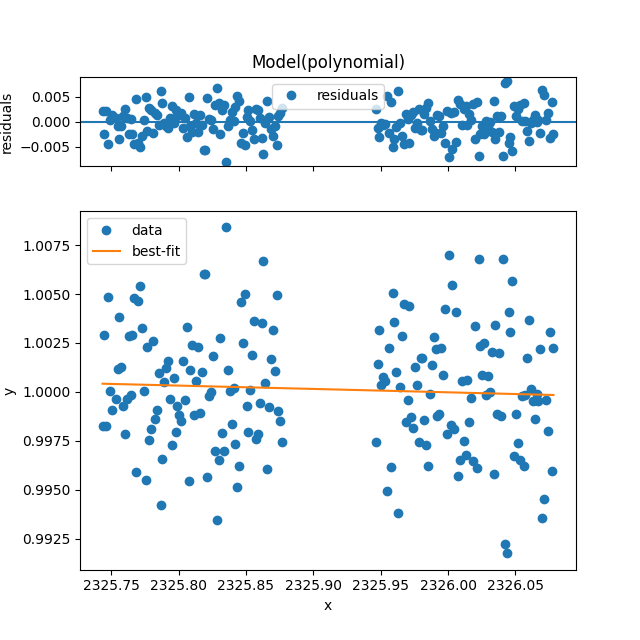 Model(polynomial)
residuals
0.005
0.000
−0.005
residuals
data
best-fit
y
1.0075
1.0050
1.0025
1.0000
0.9975
0.9950
0.9925
2325.75 2325.80 2325.85 2325.90 2325.95 2326.00 2326.05
x